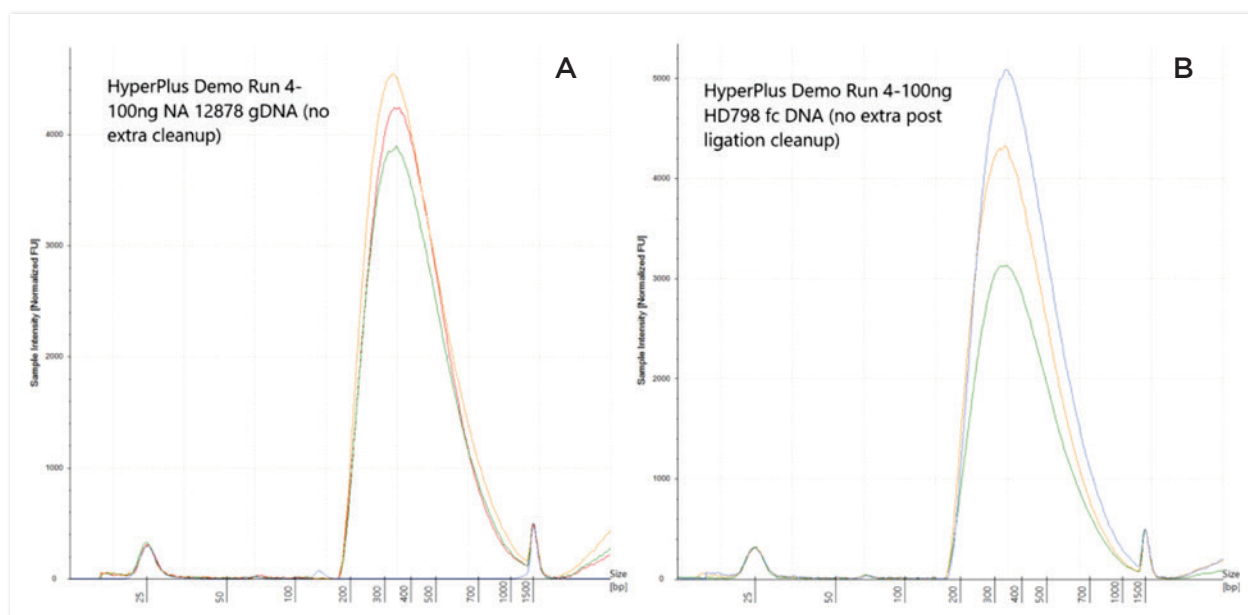 A
HyperPlus Demo Run 4-
100ng NA 12878 gDNA (no
extra cleanup)
Sample Intensity [Normalized FU]
4000
3000
2000
1000
0
25
50
100
200
300
400
500
700
1000
1500
Size
[bp]
B
HyperPlus Demo Run 4-100ng
HD798 fc DNA (no extra post
ligation cleanup)
Sample Intensity [Normalized FU]
5000
4000
3000
2000
1000
0
25
50
100
200
300
400
500
700
1000
1500
Size
[bp]